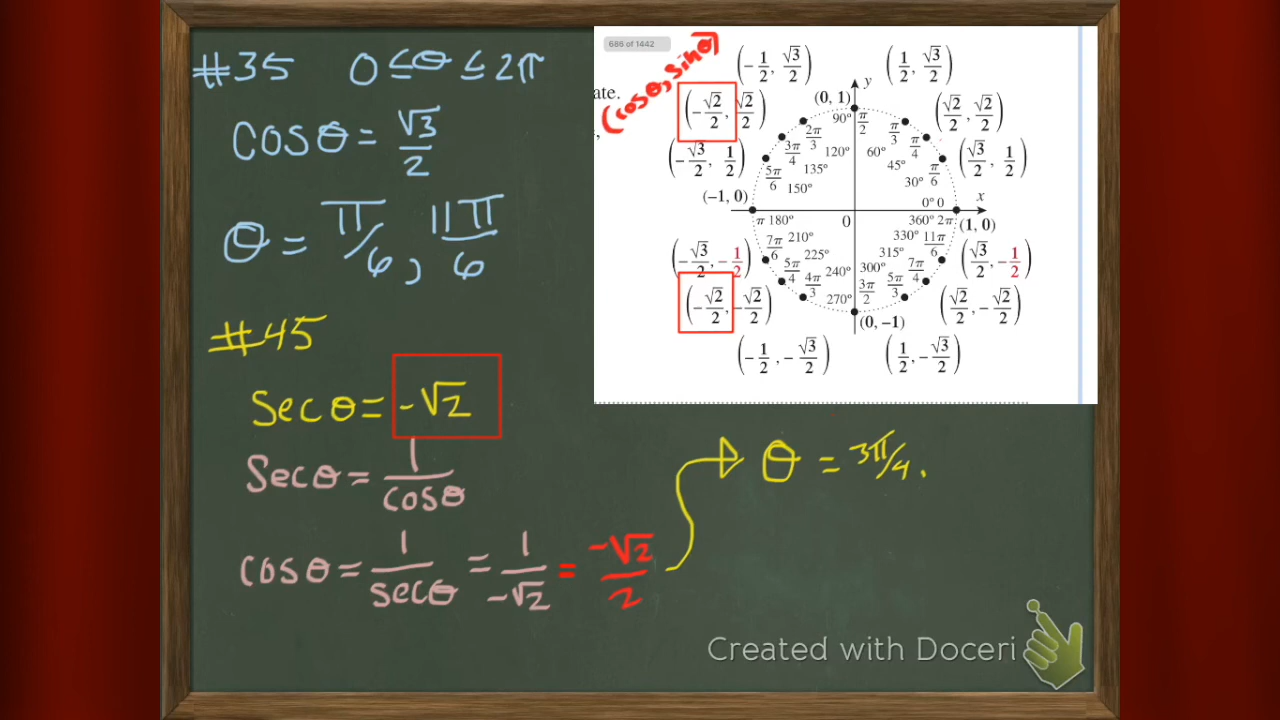 #35 0 ≤ θ ≤ 2π
cosθ = √3/2
θ = π/6, 11π/6
#45
secθ = -√2
secθ = 1/cosθ
cosθ = 1/secθ = 1/-√2 = -√2/2
θ = 3π/4,
686 of 1442
ate.
(cosθ, sinθ)
(-1/2, √3/2) (1/2, √3/2)
(-√2/2, √2/2) (0, 1) y (√2/2, √2/2)
(-√3/2, 1/2) (√3/2, 1/2)
90° π/2
2π/3 120° π/3 60°
3π/4 135° π/4 45°
5π/6 150° π/6 30°
(-1, 0) 0° 0 x
π 180° 0 360° 2π (1, 0)
7π/6 210° 330° 11π/6
5π/4 225° 315° 7π/4
4π/3 240° 300° 5π/3
270° 3π/2
(-√3/2, -1/2) (√3/2, -1/2)
(-√2/2, -√2/2) (0, -1) (√2/2, -√2/2)
(-1/2, -√3/2) (1/2, -√3/2)
Created with Doceri